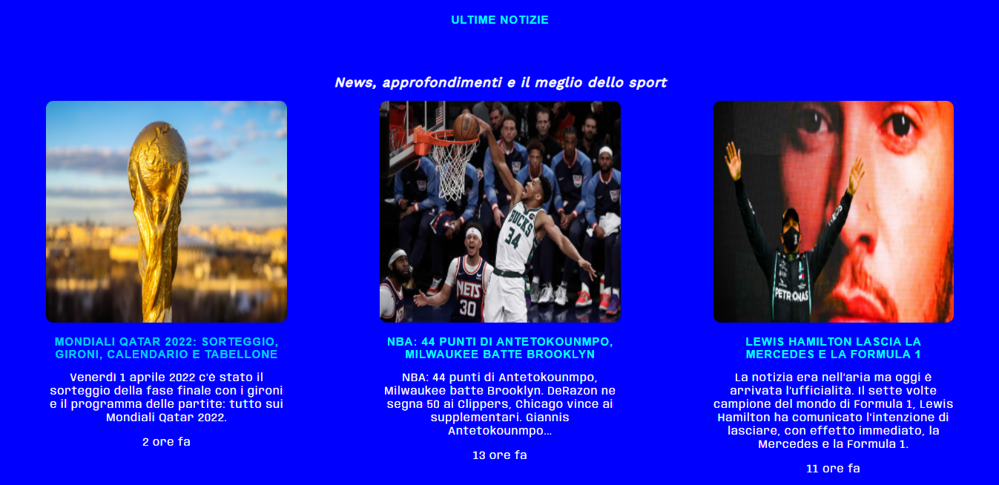 ULTIME NOTIZIE
News, approfondimenti e il meglio dello sport
BUCKS
34
NETS
30
PETRONAS
MONDIALI QATAR 2022: SORTEGGIO,
GIRONI, CALENDARIO E TABELLONE
Venerdì 1 aprile 2022 c'è stato il
sorteggio della fase finale con i gironi
e il programma delle partite: tutto sui
Mondiali Qatar 2022.
2 ore fa
NBA: 44 PUNTI DI ANTETOKOUNMPO,
MILWAUKEE BATTE BROOKLYN
NBA: 44 punti di Antetokounmpo,
Milwaukee batte Brooklyn. DeRazon ne
segna 50 ai Clippers, Chicago vince ai
supplementari. Giannis
Antetokounmpo...
13 ore fa
LEWIS HAMILTON LASCIA LA
MERCEDES E LA FORMULA 1
La notizia era nell'aria ma oggi è
arrivata l'ufficialità. Il sette volte
campione del mondo di Formula 1, Lewis
Hamilton ha comunicato l'intenzione di
lasciare, con effetto immediato, la
Mercedes e la Formula 1.
11 ore fa